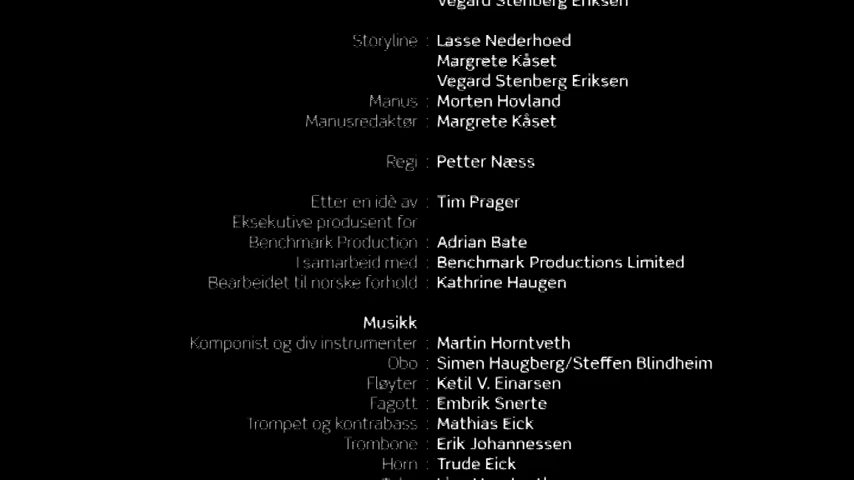 Vegard Stenberg Eriksen
Storyline : Lasse Nederhoed
Margrete Kåset
Vegard Stenberg Eriksen
Manus : Morten Hovland
Manusredaktør : Margrete Kåset
Regi : Petter Næss
Etter en idè av : Tim Prager
Eksekutive produsent for
Benchmark Production : Adrian Bate
I samarbeid med : Benchmark Productions Limited
Bearbeidet til norske forhold : Kathrine Haugen
Musikk
Komponist og div instrumenter : Martin Horntveth
Obo : Simen Haugberg/Steffen Blindheim
Fløyter : Ketil V. Einarsen
Fagott : Embrik Snerte
Trompet og kontrabass : Mathias Eick
Trombone : Erik Johannessen
Horn : Trude Eick